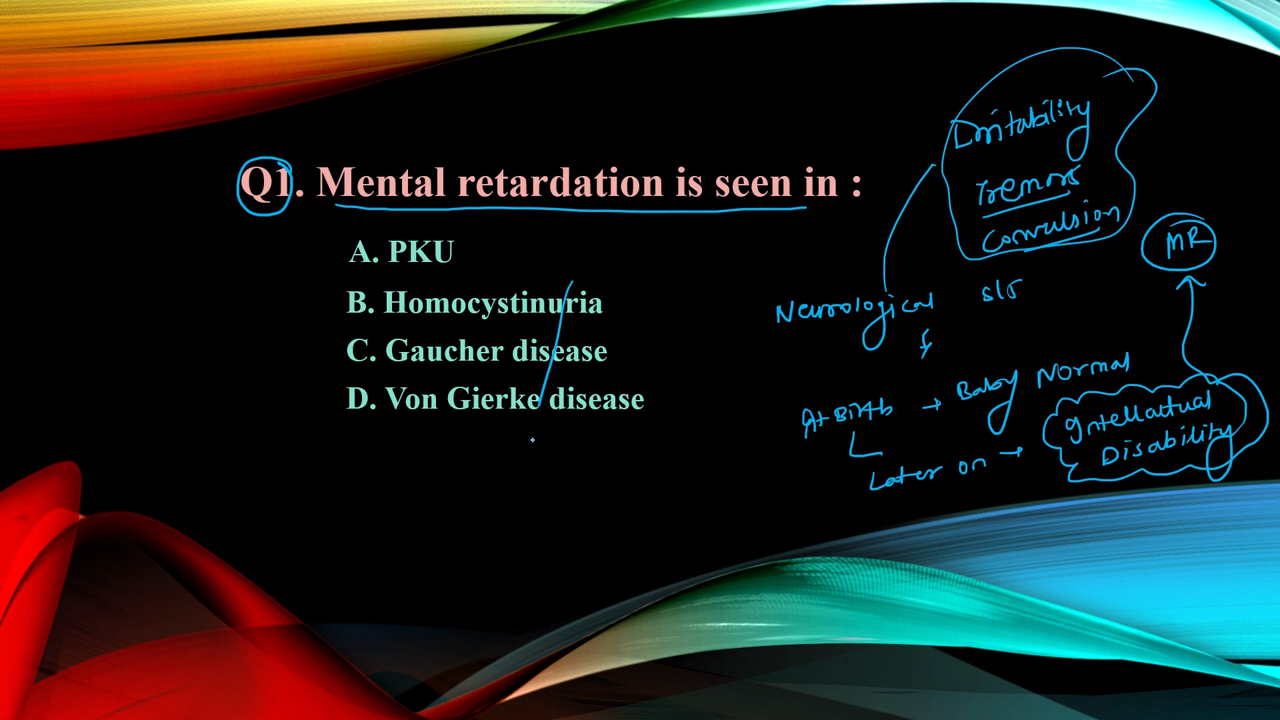 Q1. Mental retardation is seen in :
A. PKU
B. Homocystinuria
C. Gaucher disease
D. Von Gierke disease
Irritability
Tremors
Convulsion
MR
Neurological
At Birth → Baby Normal
Later on → Intellactual
Disability